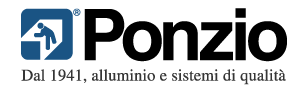 ® Ponzio
Dal 1941, alluminio e sistemi di qualità